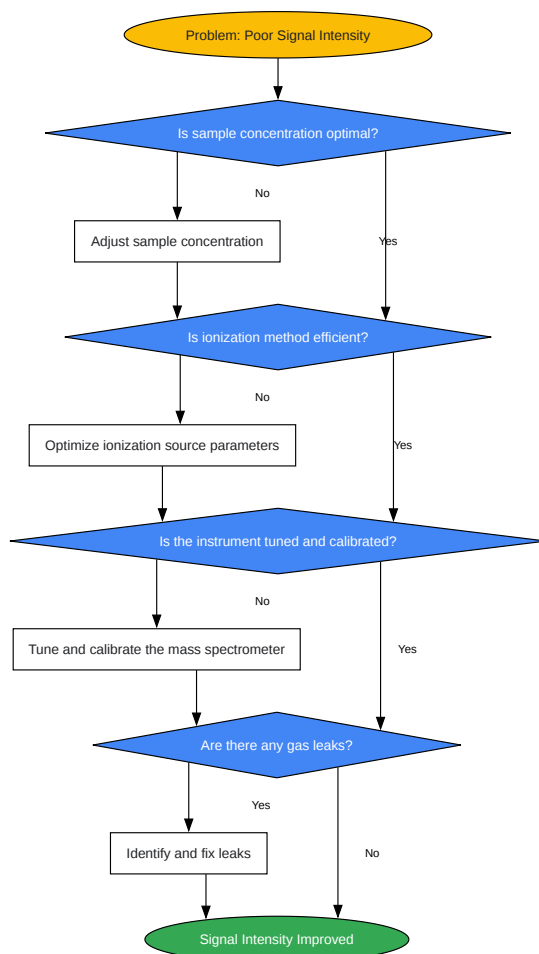 Problem: Poor Signal Intensity
Is sample concentration optimal?
No
Adjust sample concentration
Yes
Is ionization method efficient?
No
Optimize ionization source parameters
Yes
Is the instrument tuned and calibrated?
No
Tune and calibrate the mass spectrometer
Yes
Are there any gas leaks?
Yes
Identify and fix leaks
No
Signal Intensity Improved